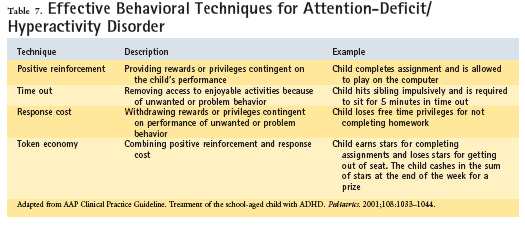 Table 7. Effective Behavioral Techniques for Attention-Deficit/
Hyperactivity Disorder
Technique Description Example
Positive reinforcement Providing rewards or privileges contingent on Child completes assignment and is allowed
the child's performance to play on the computer
Time out Removing access to enjoyable activities because Child hits sibling impulsively and is required
of unwanted or problem behavior to sit for 5 minutes in time out
Response cost Withdrawing rewards or privileges contingent Child loses free time privileges for not
on performance of unwanted or problem completing homework
behavior
Token economy Combining positive reinforcement and response Child earns stars for completing
cost assignments and loses stars for getting
out of seat. The child cashes in the sum
of stars at the end of the week for a
prize
Adapted from AAP Clinical Practice Guideline. Treatment of the school-aged child with ADHD. Pediatrics. 2001;108:1033–1044.